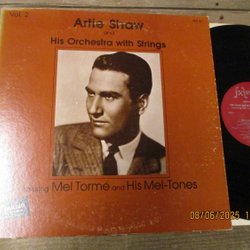 Vol. 2
Artie Shaw
and
His Orchestra with Strings
Mel Tormé and His Mel-Tones
08/06/2025